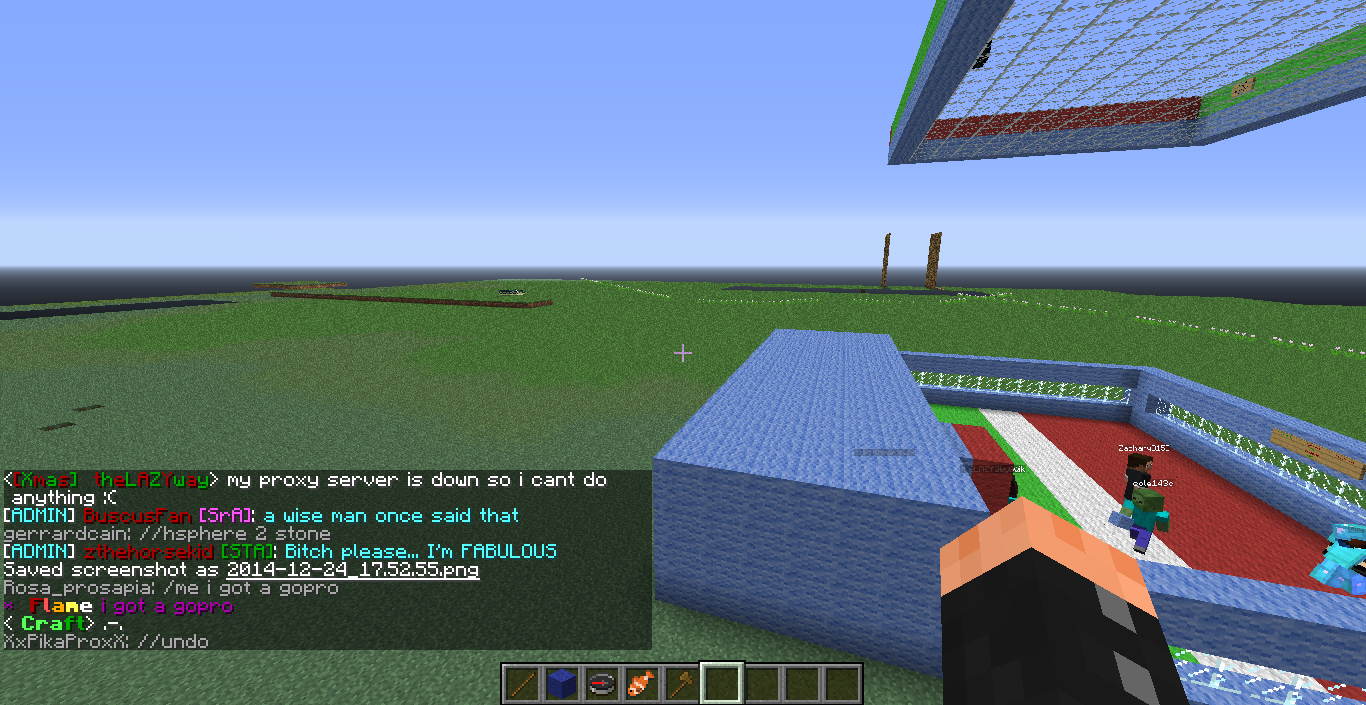 Zachary0150
<[Xmas] theLAZYway> my proxy server is down so i cant do
anything :C
[ADMIN] BuscusFan [SrA]: a wise man once said that
gerrardcain: //hsphere 2 stone
[ADMIN] zthehorsekid [STA]: Bitch please... I'm FABULOUS
Saved screenshot as 2014-12-24_17.52.55.png
Rosa_prosapia: /me i got a gopro
* Flame i got a gopro
< Craft> .-.
XxPikaProxX: //undo